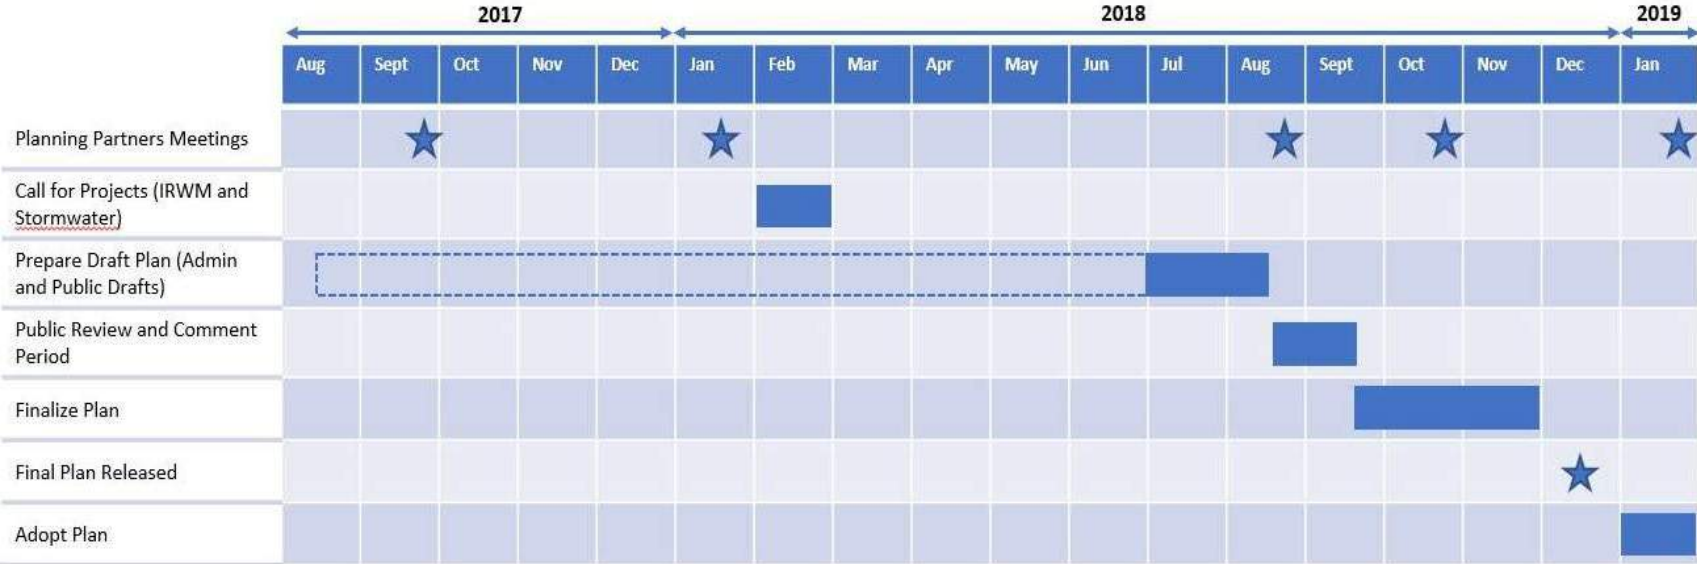 2017 2018 2019
Aug Sept Oct Nov Dec Jan Feb Mar Apr May Jun Jul Aug Sept Oct Nov Dec Jan
Planning Partners Meetings
Call for Projects (IRWM and
Stormwater)
Prepare Draft Plan (Admin
and Public Drafts)
Public Review and Comment
Period
Finalize Plan
Final Plan Released
Adopt Plan